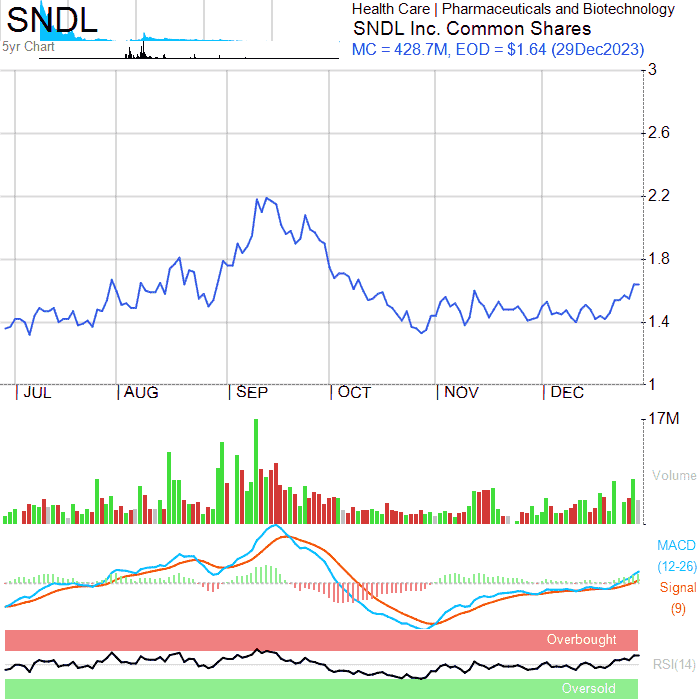 SNDL
5yr Chart
Health Care | Pharmaceuticals and Biotechnology
SNDL Inc. Common Shares
MC = 428.7M, EOD = $1.64 (29Dec2023)
3
2.6
2.2
1.8
1.4
1
JUL AUG SEP OCT NOV DEC
17M
Volume
MACD
(12-26)
Signal
(9)
Overbought
RSI(14)
Oversold